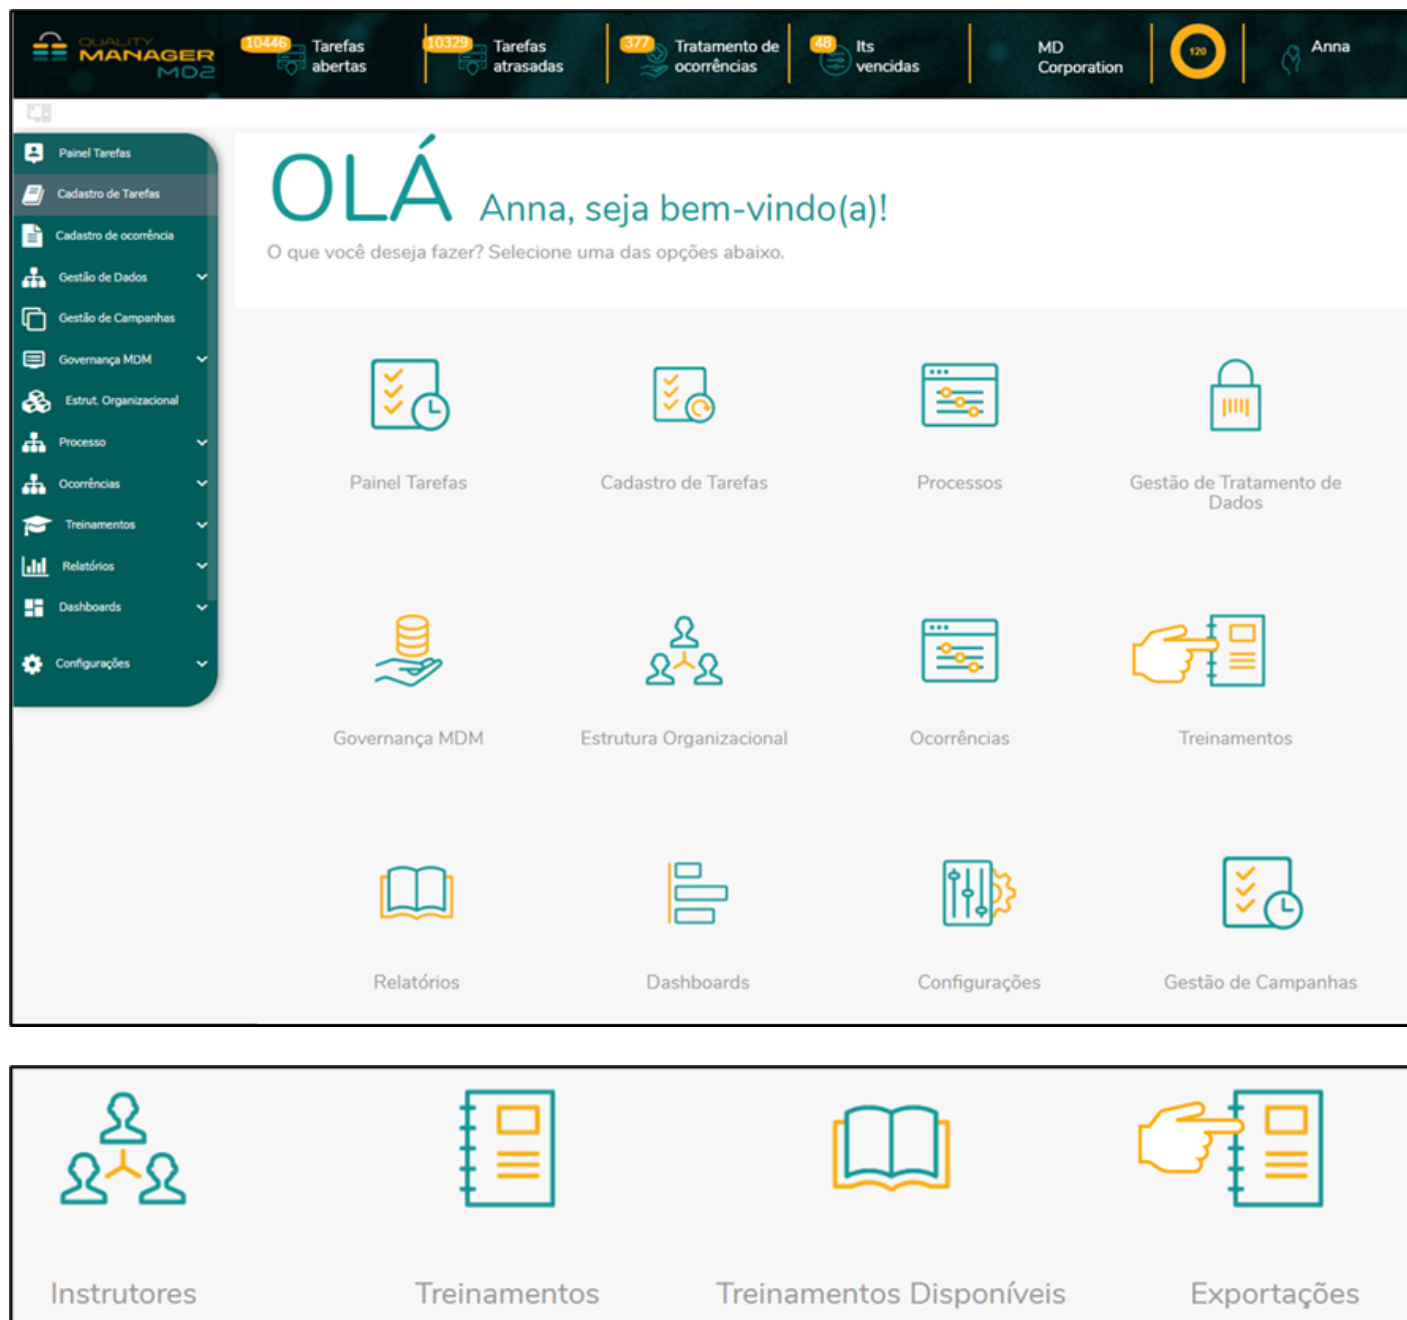 QUALITY
MANAGER
MD2
10446
Tarefas
abertas
10329
Tarefas
atrasadas
377
Tratamento de
ocorrências
48
Its
vencidas
MD
Corporation
120
Anna
Painel Tarefas
Cadastro de Tarefas
Cadastro de ocorrência
Gestão de Dados
Gestão de Campanhas
Governança MDM
Estrut. Organizacional
Processo
Ocorrências
Treinamentos
Relatórios
Dashboards
Configurações
OLÁ Anna, seja bem-vindo(a)!
O que você deseja fazer? Selecione uma das opções abaixo.
Painel Tarefas
Cadastro de Tarefas
Processos
Gestão de Tratamento de
Dados
Governança MDM
Estrutura Organizacional
Ocorrências
Treinamentos
Relatórios
Dashboards
Configurações
Gestão de Campanhas
Instrutores
Treinamentos
Treinamentos Disponíveis
Exportações